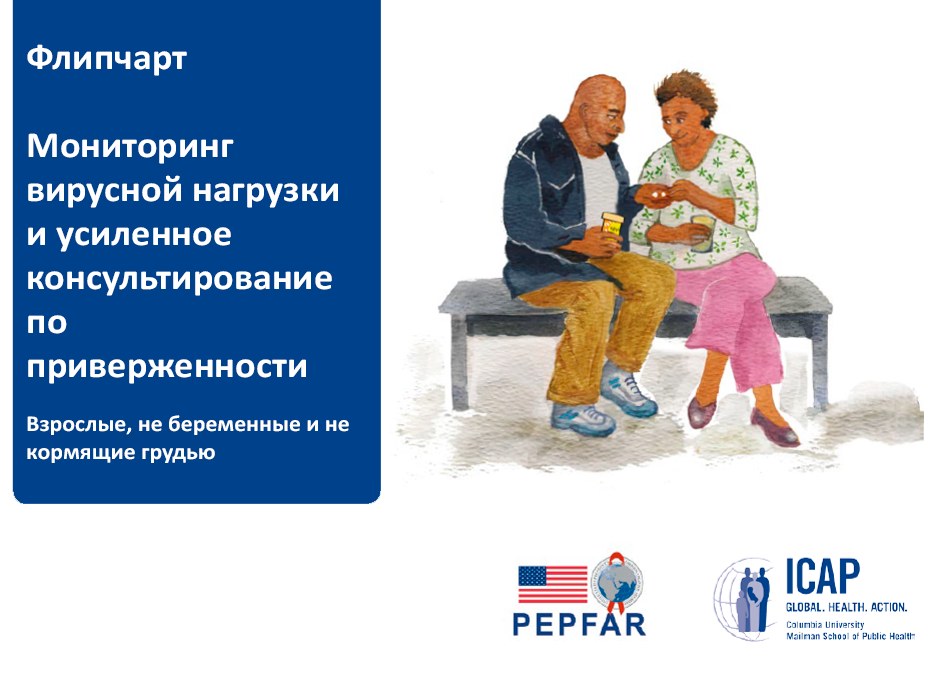 Флипчарт
Мониторинг
вирусной нагрузки
и усиленное
консультирование
по
приверженности
Взрослые, не беременные и не
кормящие грудью
PEPFAR
ICAP
GLOBAL. HEALTH. ACTION.
Columbia University
Mailman School of Public Health